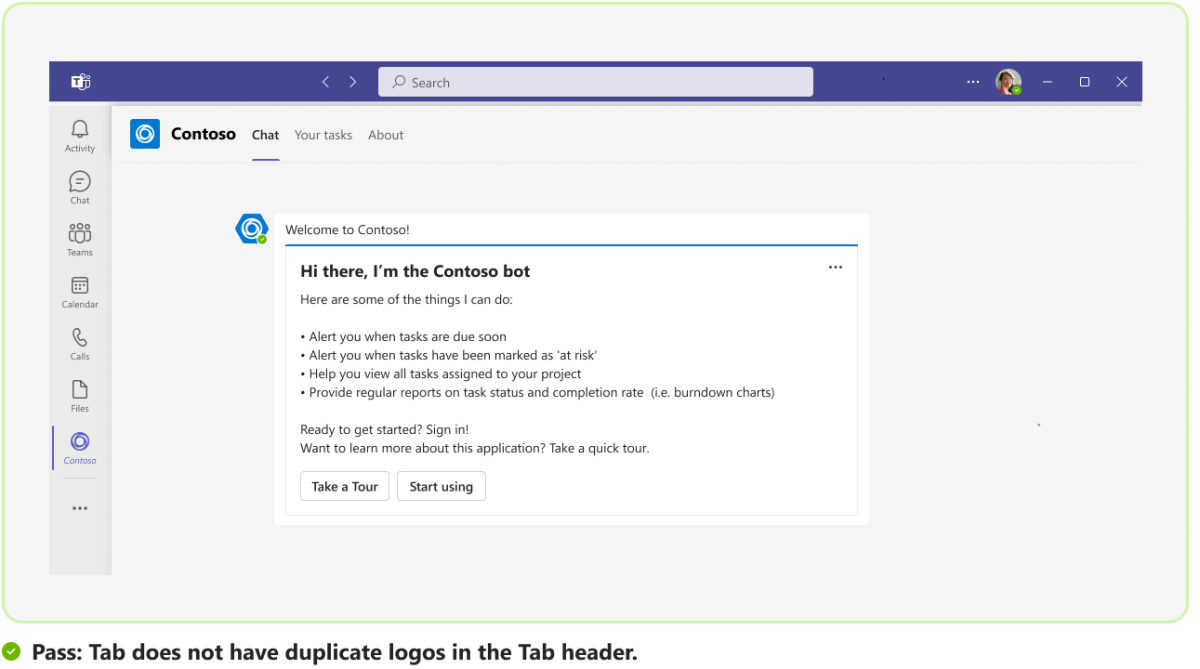 Search
Contoso Chat Your tasks About
Activity
Chat
Teams
Calendar
Calls
Files
Contoso
Welcome to Contoso!
Hi there, I’m the Contoso bot
Here are some of the things I can do:
• Alert you when tasks are due soon
• Alert you when tasks have been marked as 'at risk'
• Help you view all tasks assigned to your project
• Provide regular reports on task status and completion rate (i.e. burndown charts)
Ready to get started? Sign in!
Want to learn more about this application? Take a quick tour.
Take a Tour Start using
Pass: Tab does not have duplicate logos in the Tab header.